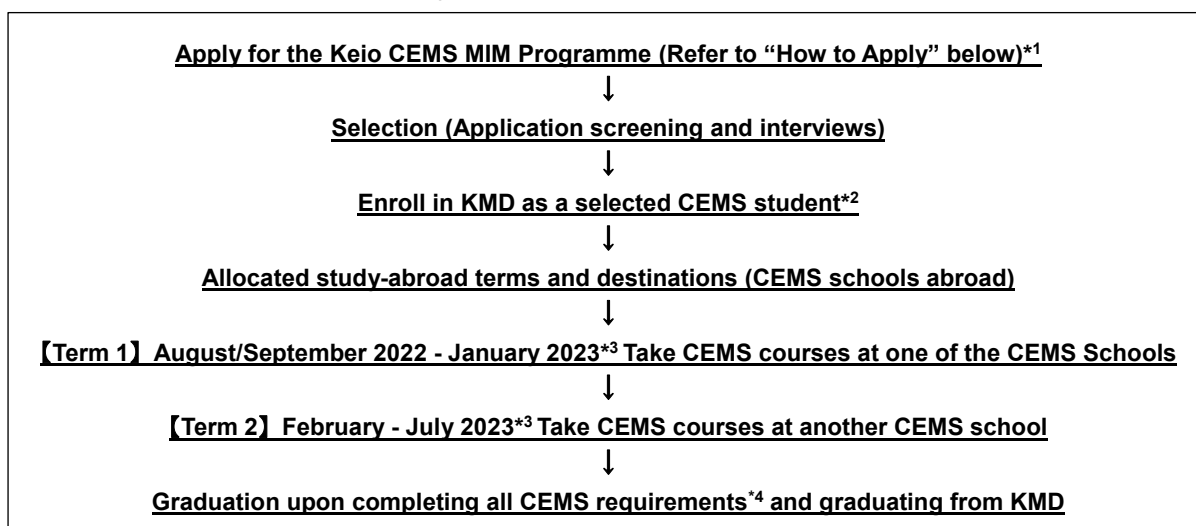 Apply for the Keio CEMS MIM Programme (Refer to “How to Apply” below)*1
↓
Selection (Application screening and interviews)
↓
Enroll in KMD as a selected CEMS student*2
↓
Allocated study-abroad terms and destinations (CEMS schools abroad)
↓
【Term 1】 August/September 2022 - January 2023*3 Take CEMS courses at one of the CEMS Schools
↓
【Term 2】 February - July 2023*3 Take CEMS courses at another CEMS school
↓
Graduation upon completing all CEMS requirements*4 and graduating from KMD